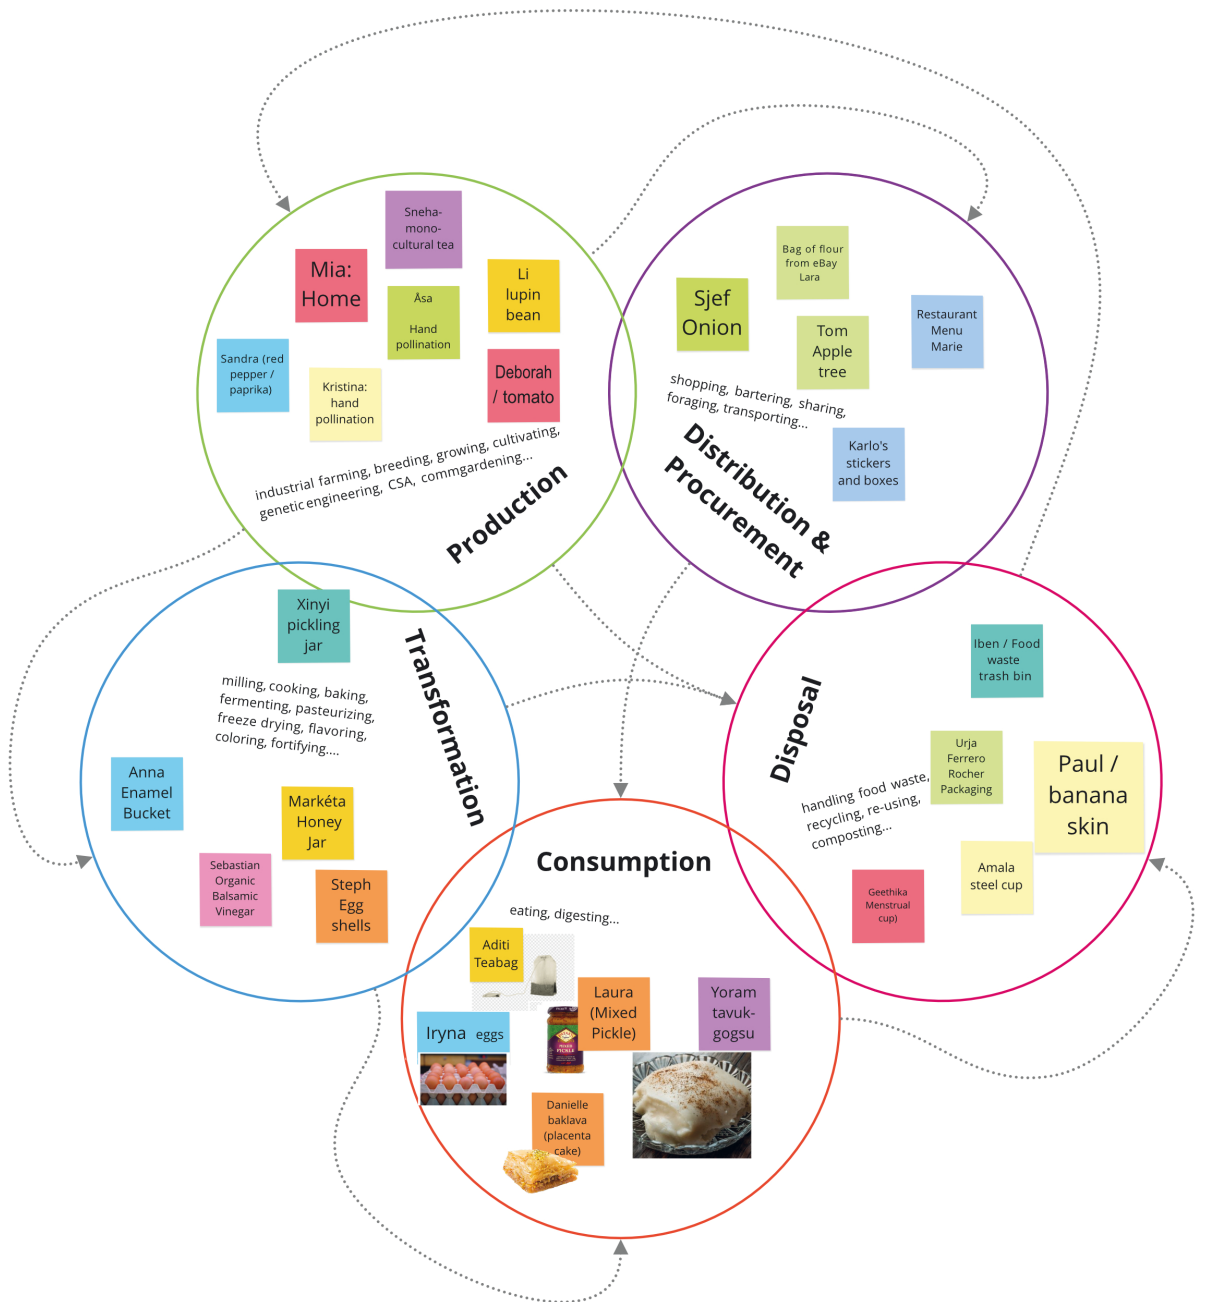 Sneha-
mono-
cultural tea
Mia:
Home
Åsa
Hand
pollination
Li
lupin
bean
Sandra (red
pepper /
paprika)
Kristina:
hand
pollination
Deborah
/ tomato
industrial farming, breeding, growing, cultivating,
genetic engineering, CSA, commgardening...
Production
Bag of flour
from eBay
Lara
Sjef
Onion
Tom
Apple
tree
Restaurant
Menu
Marie
shopping, bartering, sharing,
foraging, transporting...
Karlo's
stickers
and boxes
Distribution &
Procurement
Xinyi
pickling
jar
Transformation
milling, cooking, baking,
fermenting, pasteurizing,
freeze drying, flavoring,
coloring, fortifying....
Anna
Enamel
Bucket
Markéta
Honey
Jar
Sebastian
Organic
Balsamic
Vinegar
Steph
Egg
shells
Iben / Food
waste
trash bin
Disposal
Urja
Ferrero
Rocher
Packaging
Paul /
banana
skin
handling food waste,
recycling, re-using,
composting...
Amala
steel cup
Geethika
Menstrual
cup)
Consumption
eating, digesting...
Aditi
Teabag
Laura
(Mixed
Pickle)
Yoram
tavuk-
gogsu
Iryna eggs
MIXED
PICKLE
Danielle
baklava
(placenta
cake)